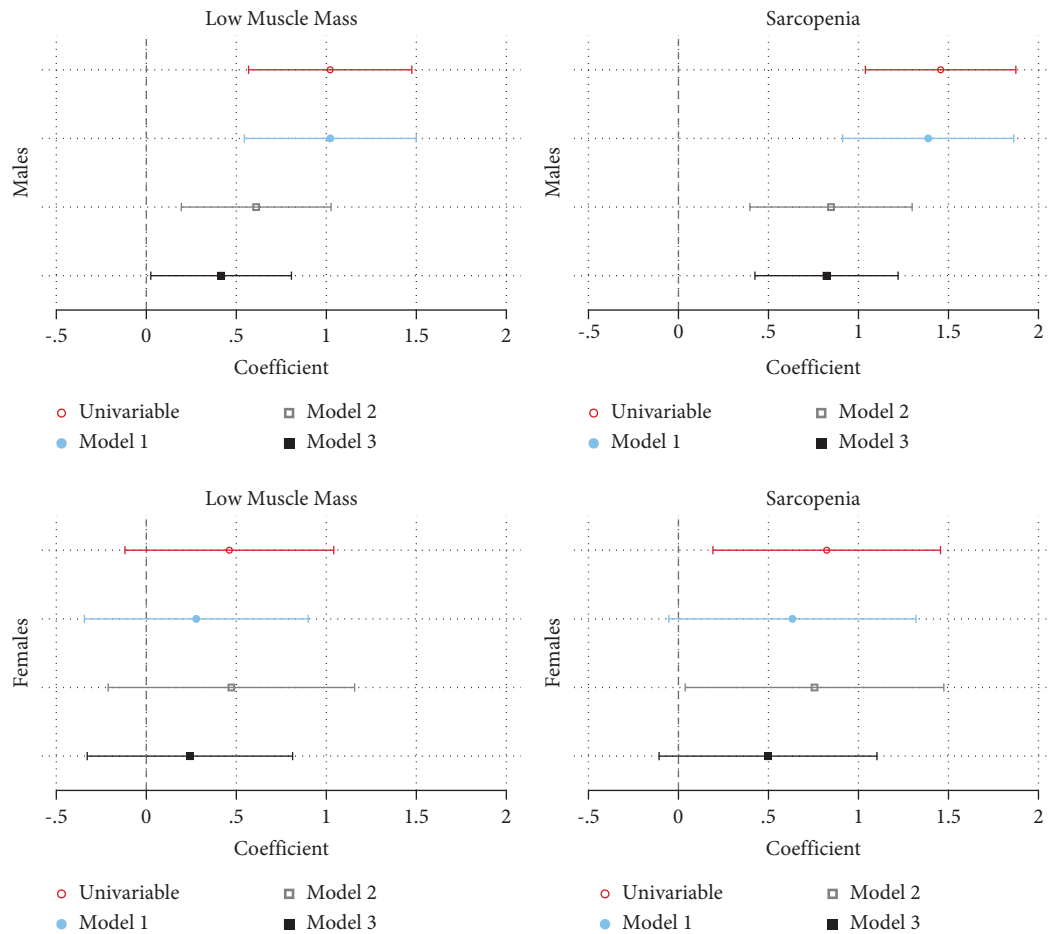 Low Muscle Mass
Sarcopenia
Males
Males
-.5 0 .5 1 1.5 2
-.5 0 .5 1 1.5 2
Coefficient
Coefficient
Univariable Model 2
Model 1 Model 3
Univariable Model 2
Model 1 Model 3
Low Muscle Mass
Sarcopenia
Females
Females
-.5 0 .5 1 1.5 2
-.5 0 .5 1 1.5 2
Coefficient
Coefficient
Univariable Model 2
Model 1 Model 3
Univariable Model 2
Model 1 Model 3